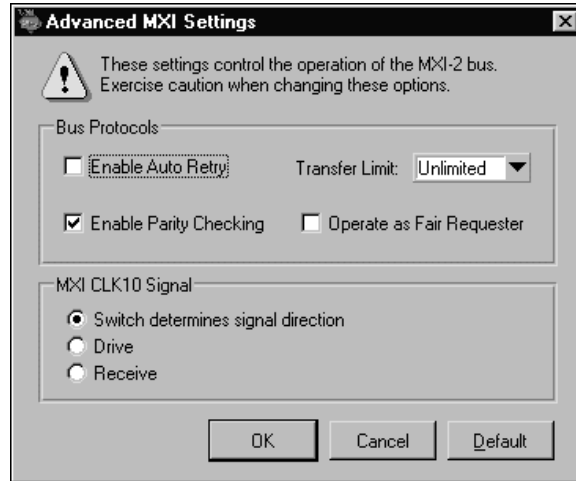 Advanced MXI Settings
These settings control the operation of the MXI-2 bus.
Exercise caution when changing these options.
Bus Protocols
Enable Auto Retry
Transfer Limit: Unlimited
Enable Parity Checking
Operate as Fair Requester
MXI CLK10 Signal
Switch determines signal direction
Drive
Receive
OK
Cancel
Default